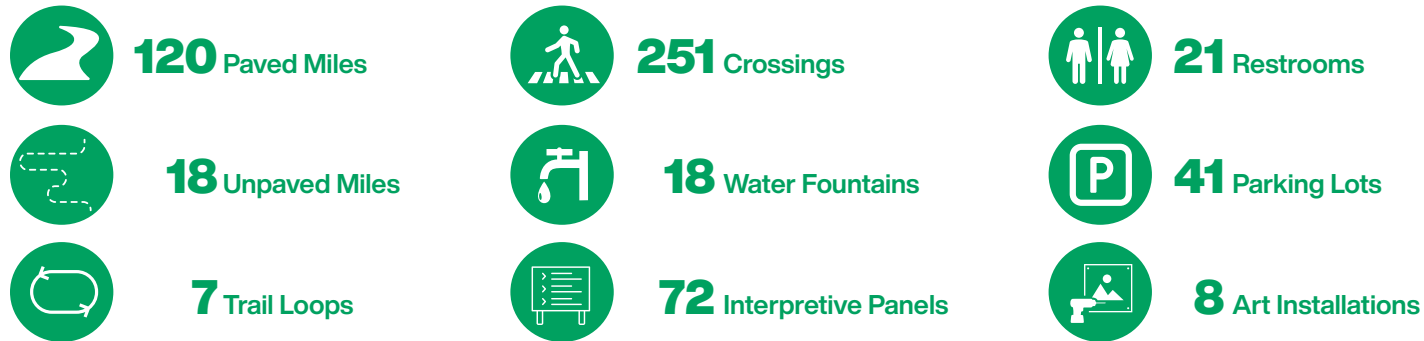 120 Paved Miles
251 Crossings
21 Restrooms
18 Unpaved Miles
18 Water Fountains
P
41 Parking Lots
7 Trail Loops
72 Interpretive Panels
8 Art Installations